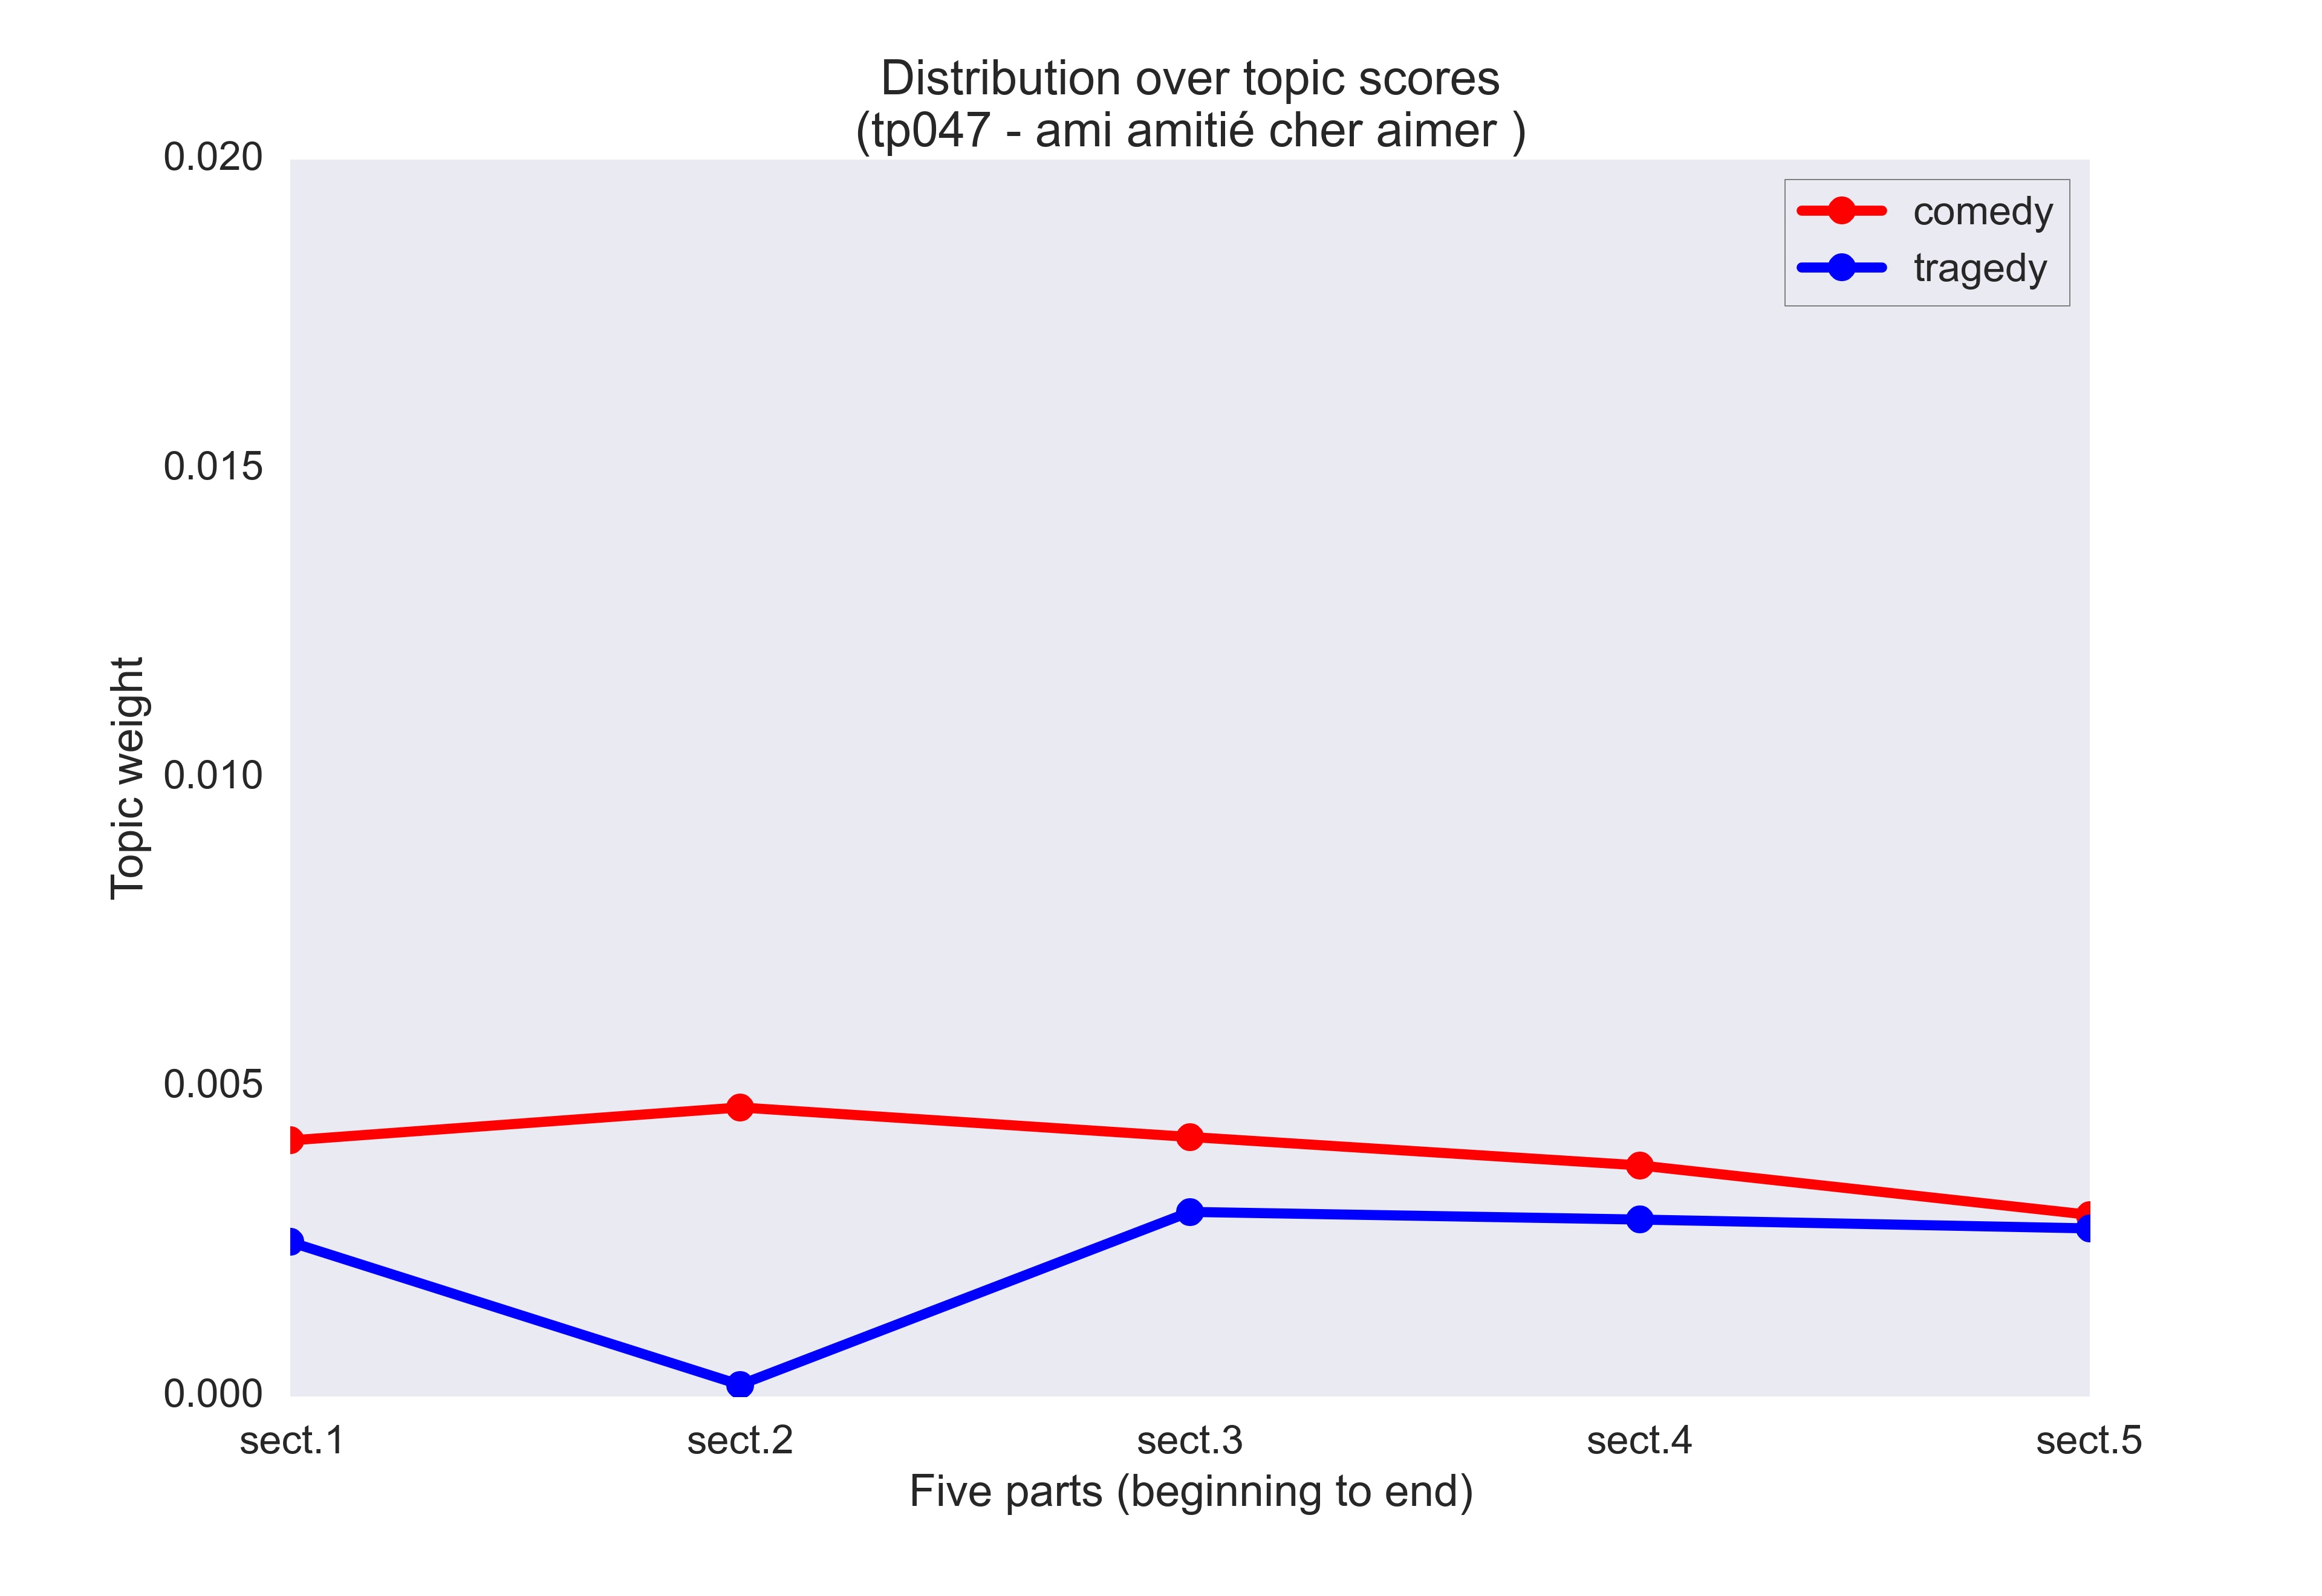 Distribution over topic scores
(tp047 - ami amitié cher aimer )
comedy
tragedy
Topic weight
0.020
0.015
0.010
0.005
0.000
sect.1
sect.2
sect.3
sect.4
sect.5
Five parts (beginning to end)